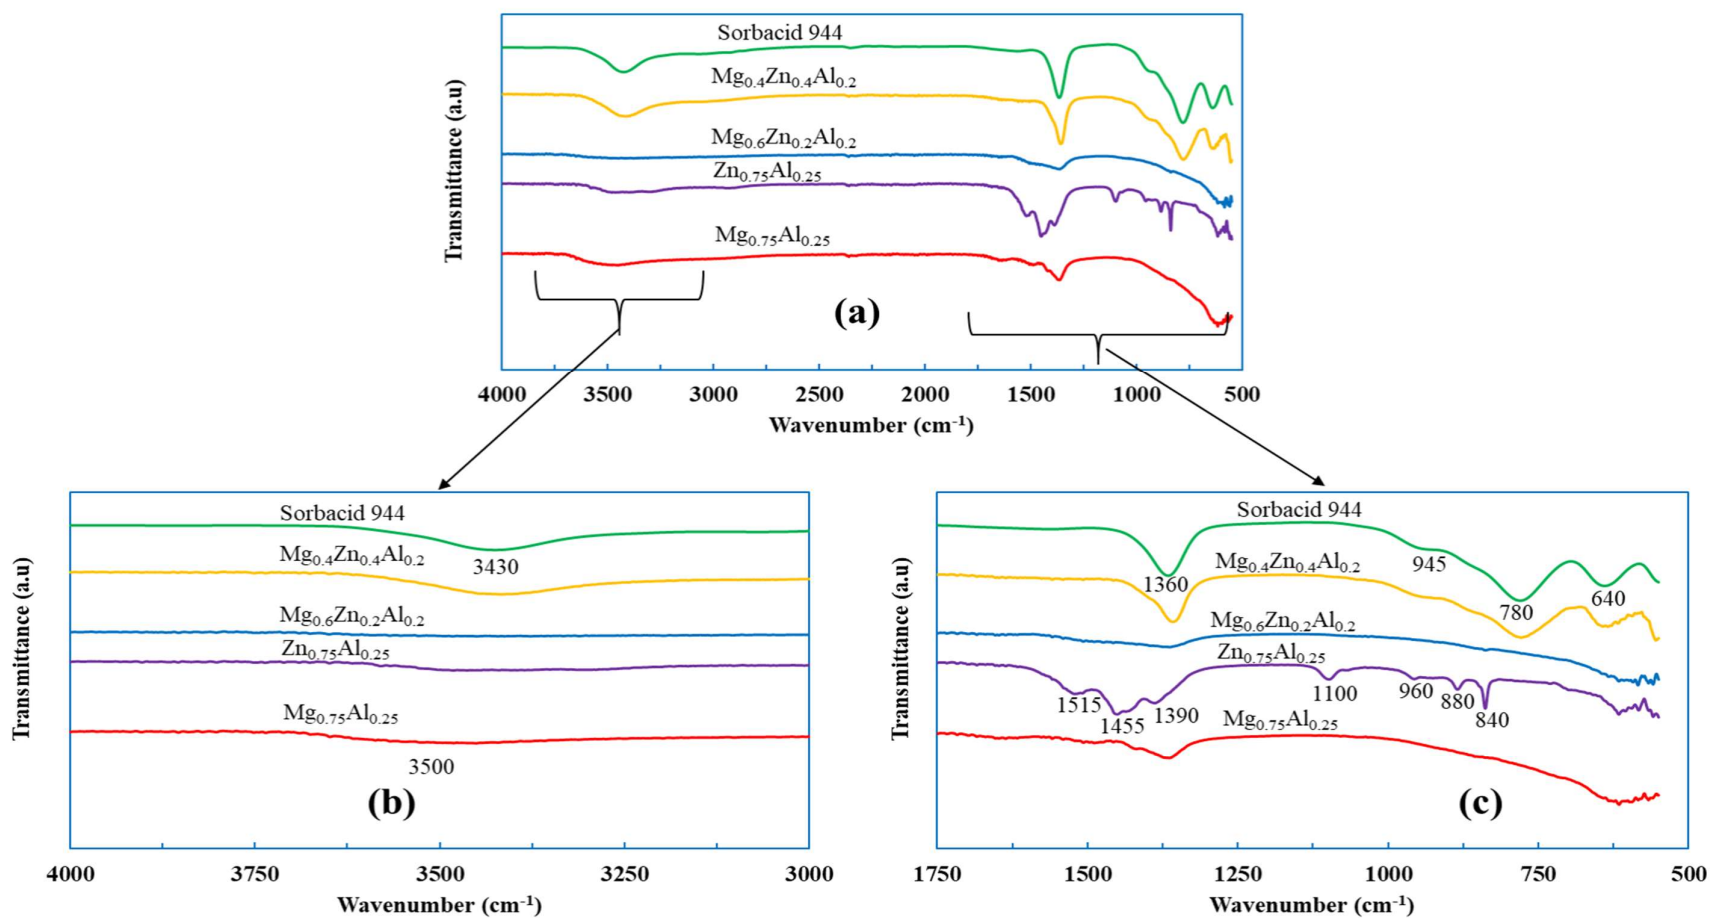 Sorbacid 944
Mg0.4Zn0.4Al0.2
Mg0.6Zn0.2Al0.2
Zn0.75Al0.25
Mg0.75Al0.25
(a)
Transmittance (a.u)
4000 3500 3000 2500 2000 1500 1000 500
Wavenumber (cm-1)
Sorbacid 944
3430
Mg0.4Zn0.4Al0.2
Mg0.6Zn0.2Al0.2
Zn0.75Al0.25
Mg0.75Al0.25
3500
(b)
Transmittance (a.u)
4000 3750 3500 3250 3000
Wavenumber (cm-1)
Sorbacid 944
1360 945 780 640
Mg0.4Zn0.4Al0.2
Mg0.6Zn0.2Al0.2
Zn0.75Al0.25
1515 1455 1390 1100 960 880 840
Mg0.75Al0.25
(c)
Transmittance (a.u)
1750 1500 1250 1000 750 500
Wavenumber (cm-1)